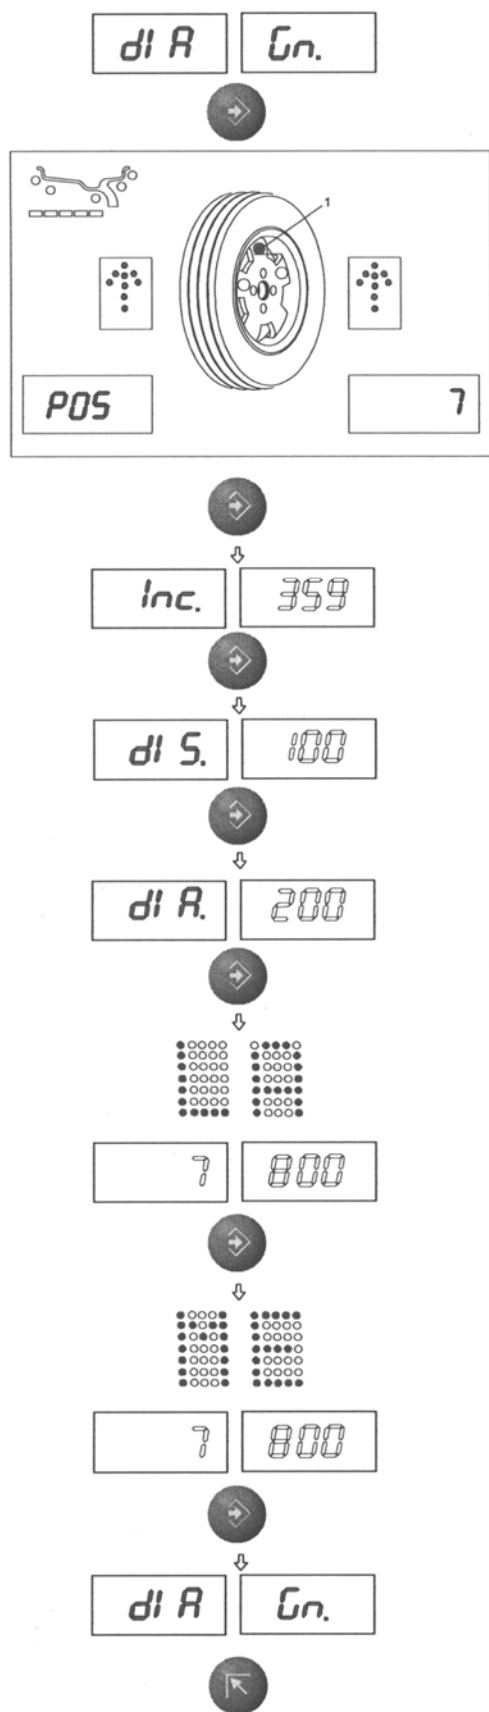 dI A Gn.
1
POS 7
Inc. 359
dI S. 100
dI A. 200
L A
7 800
M E
7 800
dI A Gn.